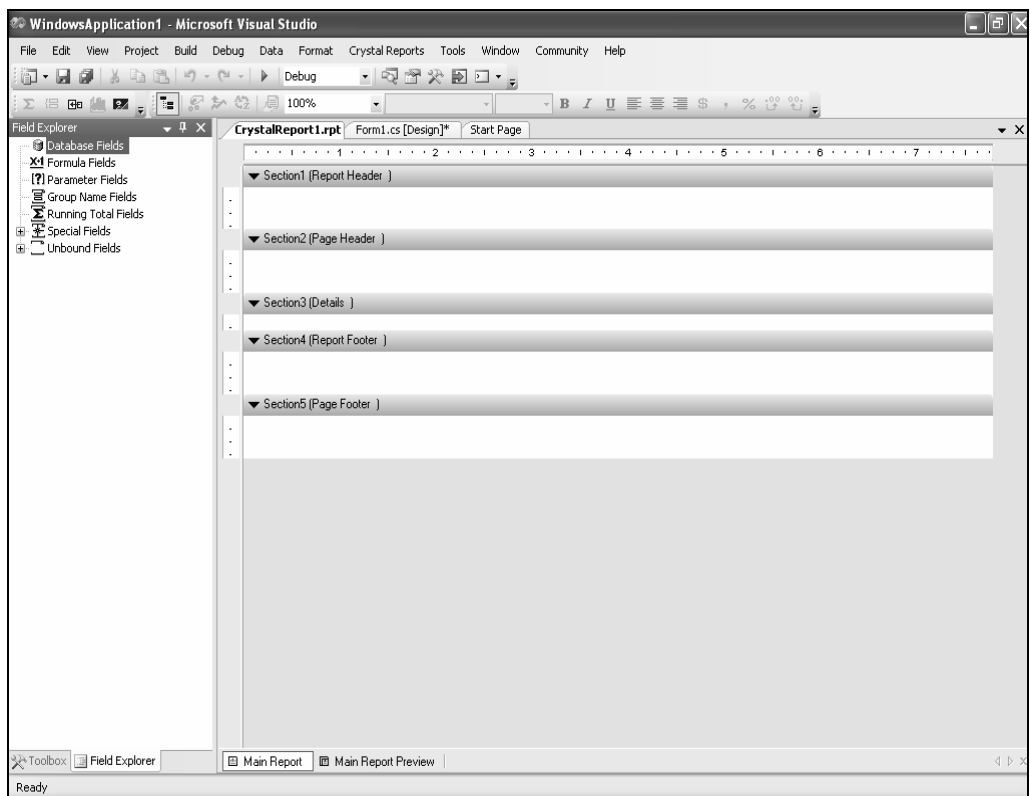 WindowsApplication1 - Microsoft Visual Studio
File Edit View Project Build Debug Data Format Crystal Reports Tools Window Community Help
Debug
100%
B I U $ , %
Field Explorer
CrystalReport1.rpt Form1.cs [Design]* Start Page
Database Fields
Formula Fields
Parameter Fields
Group Name Fields
Running Total Fields
Special Fields
Unbound Fields
1 2 3 4 5 6 7
Section1 (Report Header )
Section2 (Page Header )
Section3 (Details )
Section4 (Report Footer )
Section5 (Page Footer )
Toolbox Field Explorer
Main Report Main Report Preview
Ready